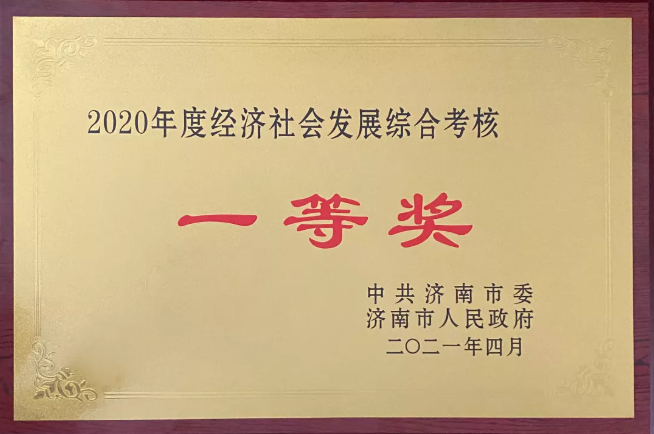 2020年度经济社会发展综合考核
一等奖
中共济南市委
济南市人民政府
二〇二一年四月